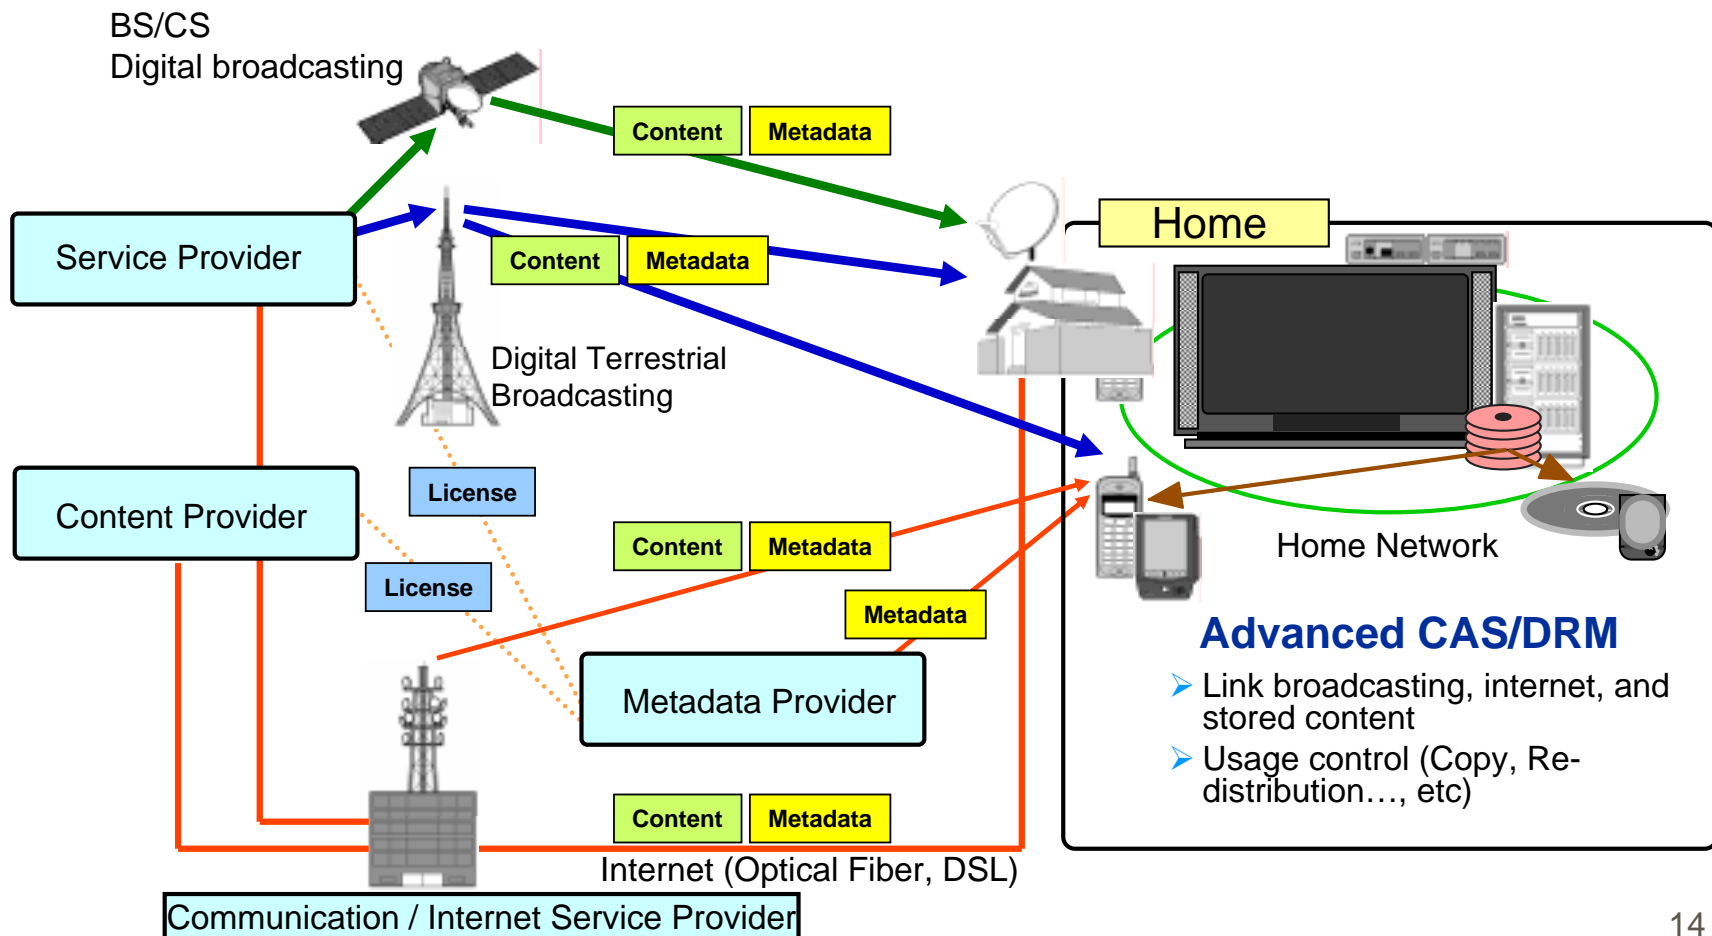 BS/CS
Digital broadcasting
Content
Metadata
Service Provider
Content
Metadata
Home
Digital Terrestrial
Broadcasting
Content Provider
License
License
Content
Metadata
Metadata
Home Network
Metadata Provider
Advanced CAS/DRM
Link broadcasting, internet, and
stored content
Usage control (Copy, Re-
distribution…, etc)
Content
Metadata
Internet (Optical Fiber, DSL)
Communication / Internet Service Provider
14